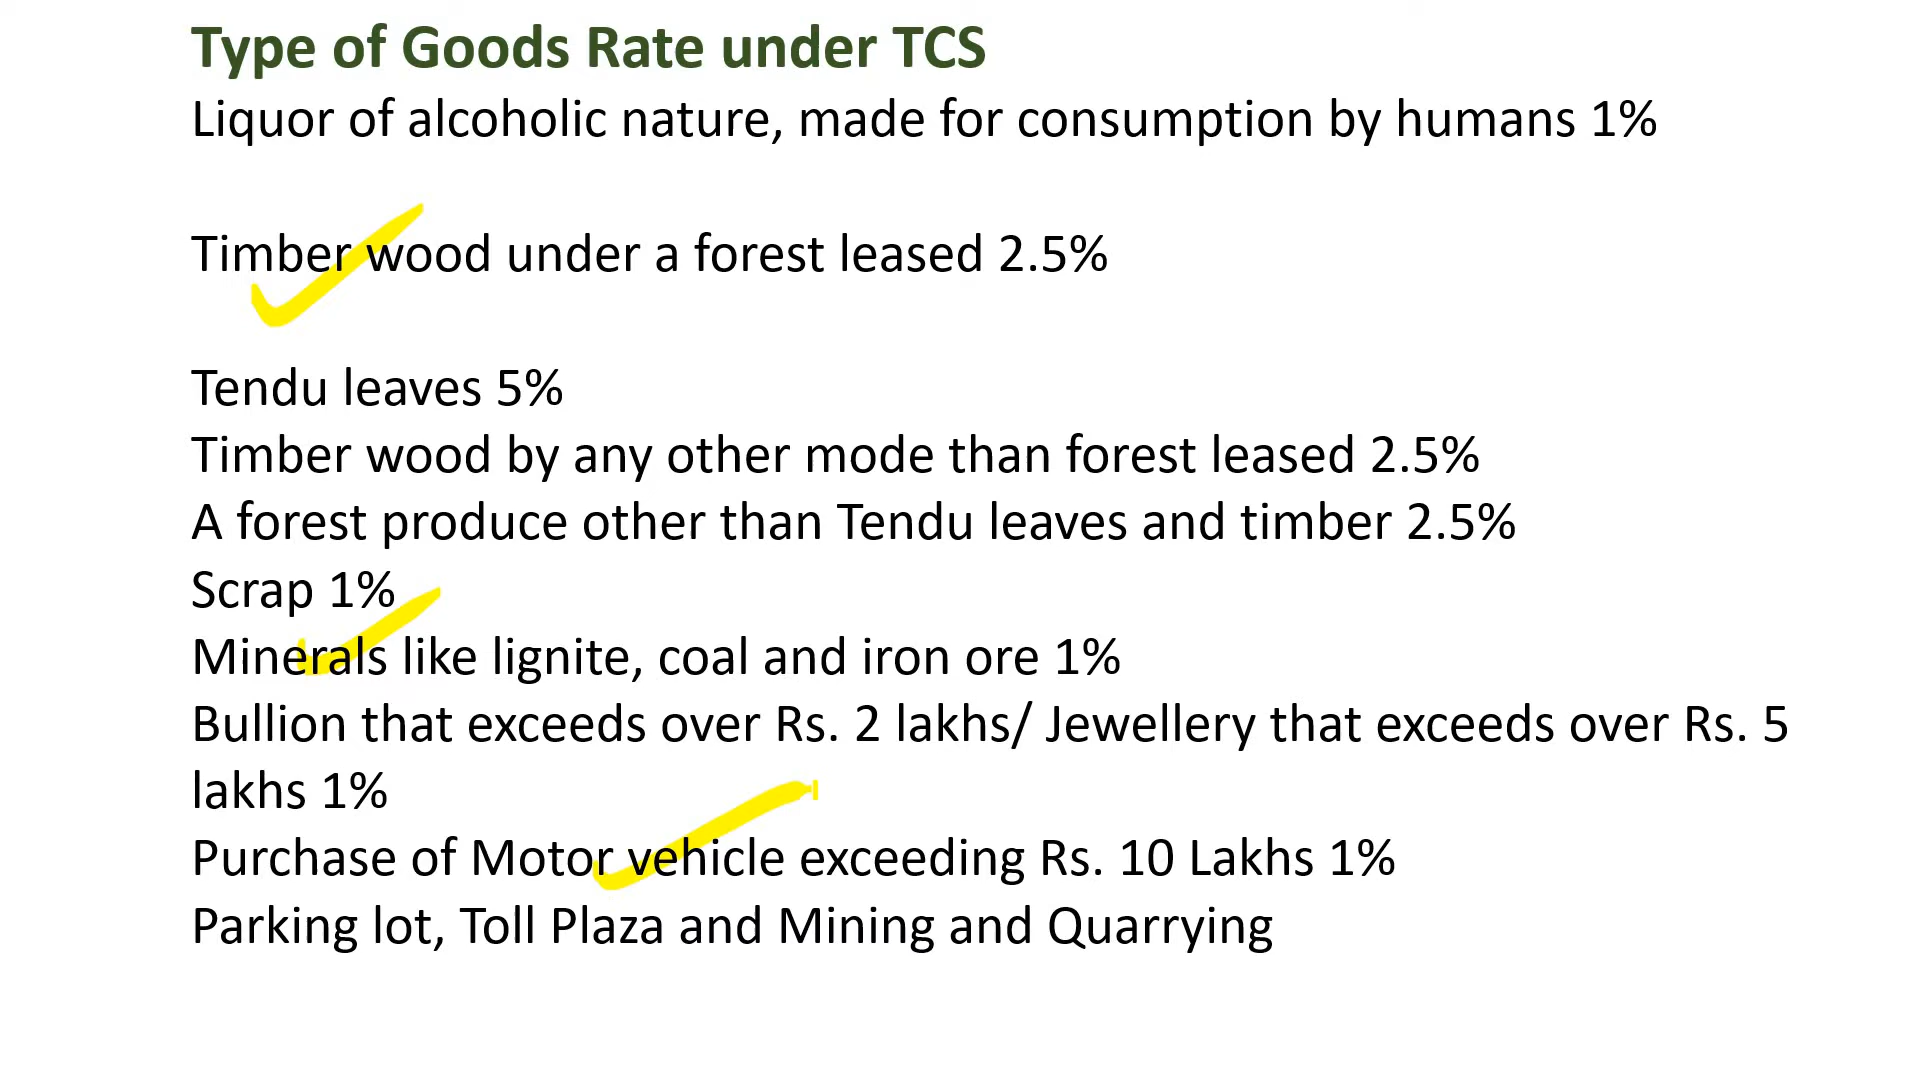 Type of Goods Rate under TCS
Liquor of alcoholic nature, made for consumption by humans 1%
Timber wood under a forest leased 2.5%
Tendu leaves 5%
Timber wood by any other mode than forest leased 2.5%
A forest produce other than Tendu leaves and timber 2.5%
Scrap 1%
Minerals like lignite, coal and iron ore 1%
Bullion that exceeds over Rs. 2 lakhs/ Jewellery that exceeds over Rs. 5
lakhs 1%
Purchase of Motor vehicle exceeding Rs. 10 Lakhs 1%
Parking lot, Toll Plaza and Mining and Quarrying